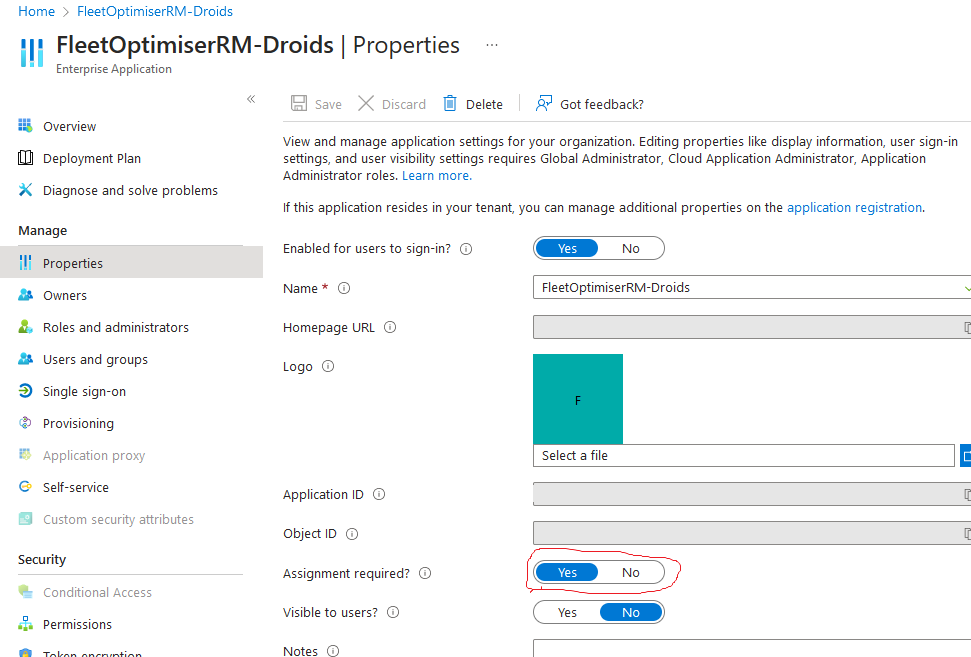 Home > FleetOptimiserRM-Droids
FleetOptimiserRM-Droids | Properties ...
Enterprise Application
«
Save Discard Delete Got feedback?
Overview
Deployment Plan
Diagnose and solve problems
Manage
Properties
Owners
Roles and administrators
Users and groups
Single sign-on
Provisioning
Application proxy
Self-service
Custom security attributes
Security
Conditional Access
Permissions
Token encryption
View and manage application settings for your organization. Editing properties like display information, user sign-in
settings, and user visibility settings requires Global Administrator, Cloud Application Administrator, Application
Administrator roles. Learn more.
If this application resides in your tenant, you can manage additional properties on the application registration.
Enabled for users to sign-in? Yes No
Name * FleetOptimiserRM-Droids
Homepage URL
Logo
F
Select a file
Application ID
Object ID
Assignment required? Yes No
Visible to users? Yes No
Notes